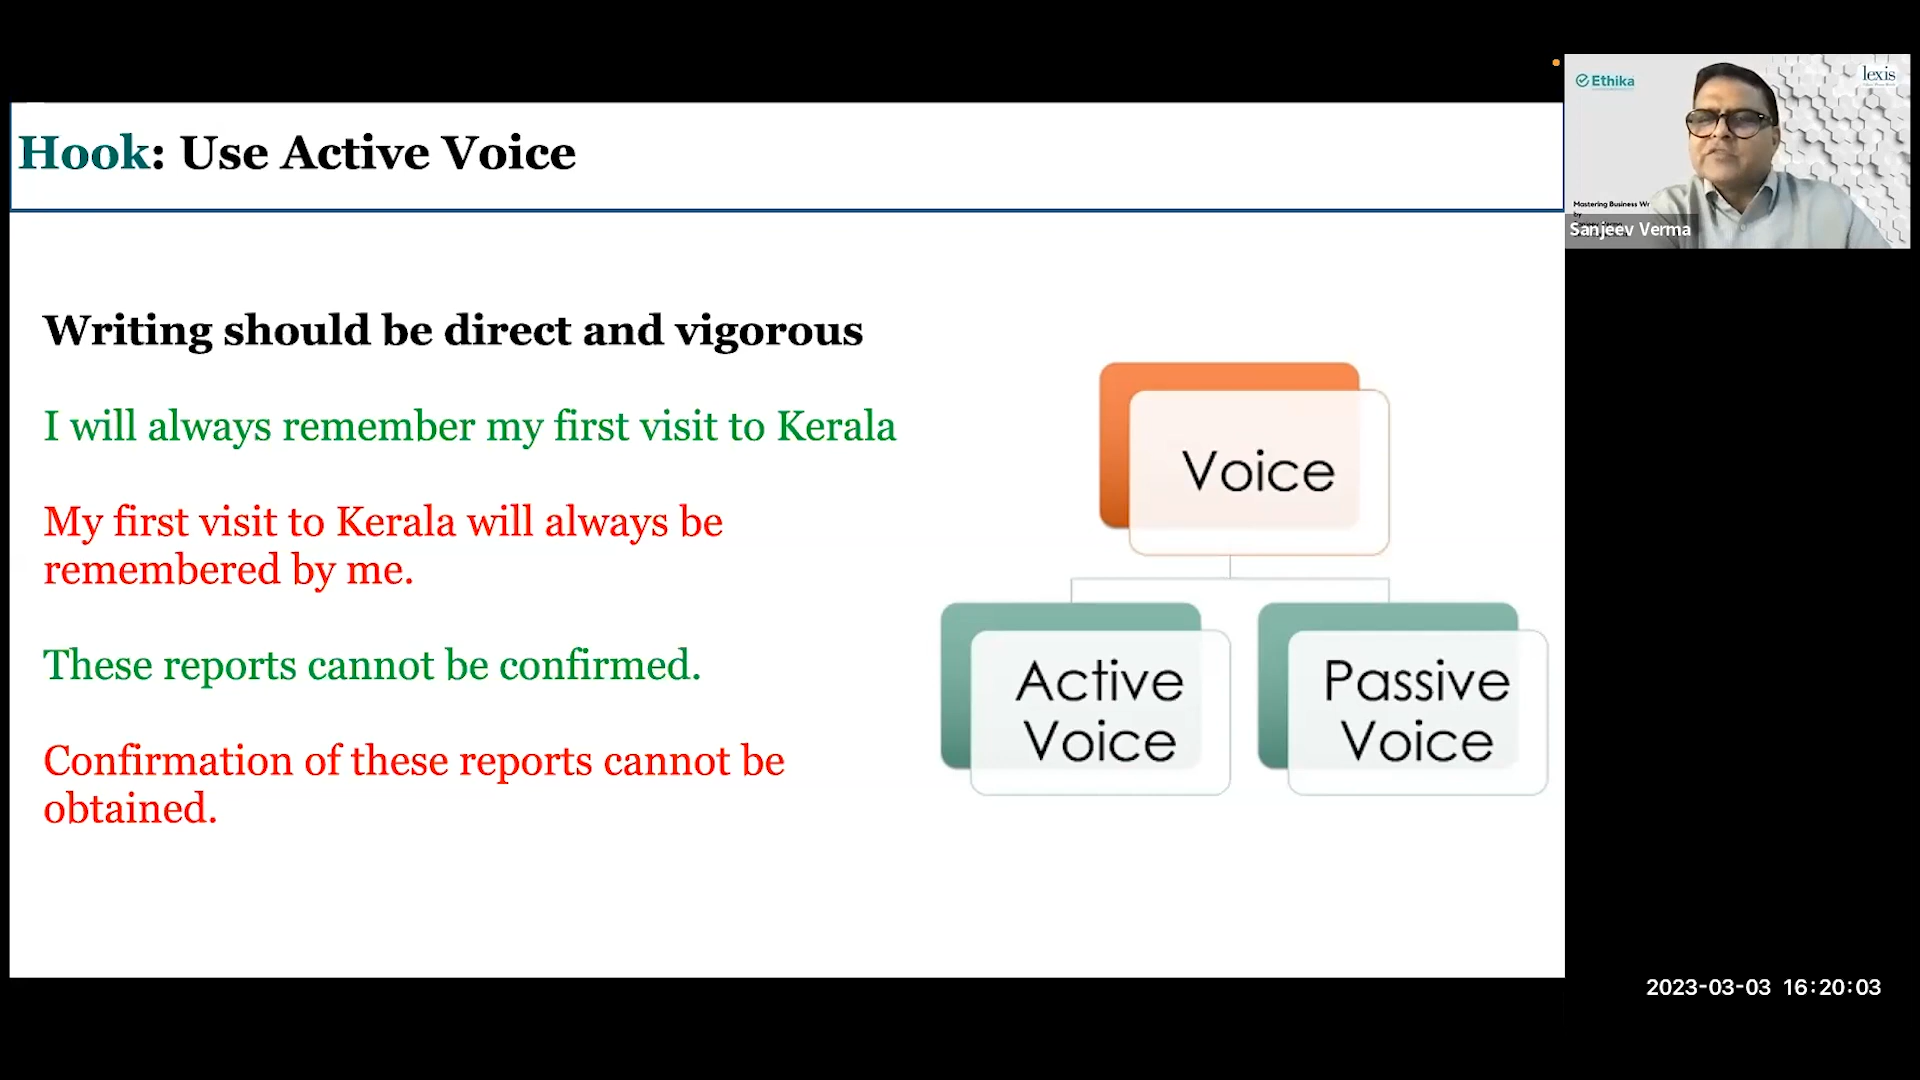 Hook: Use Active Voice
Writing should be direct and vigorous
I will always remember my first visit to Kerala
My first visit to Kerala will always be
remembered by me.
These reports cannot be confirmed.
Confirmation of these reports cannot be
obtained.
Voice
Active
Voice
Passive
Voice
Ethika
lexis
Mastering Business Wr
by
Sanjeev Verma
2023-03-03 16:20:03